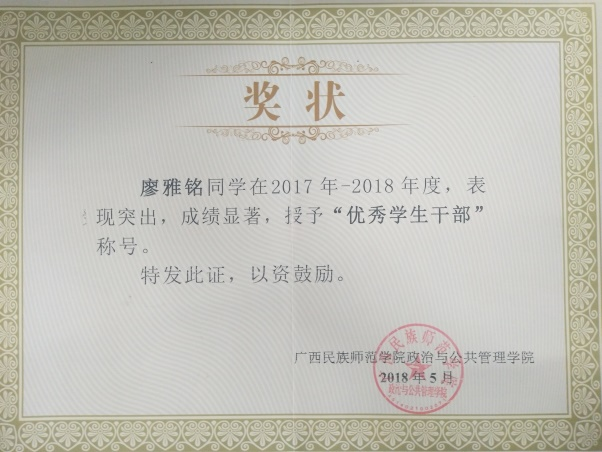 奖状
廖雅铭同学在2017年-2018年度，表
现突出，成绩显著，授予“优秀学生干部”
称号。
特发此证，以资鼓励。
广西民族师范学院政治与公共管理学院
2018年5月